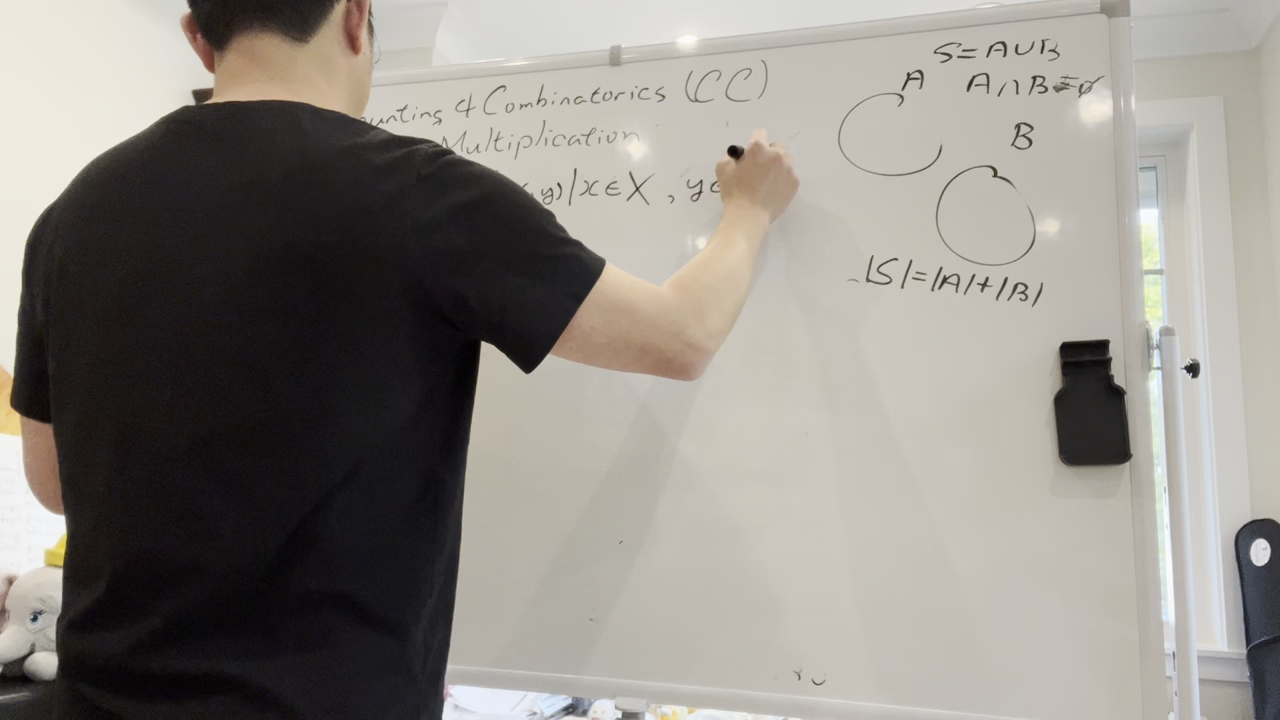 unting & Combinatorics (CC)
Multiplication
, y) | x ∈ X , y ∈
S = A ∪ B
A A ∩ B = ∅
B
|S| = |A| + |B|